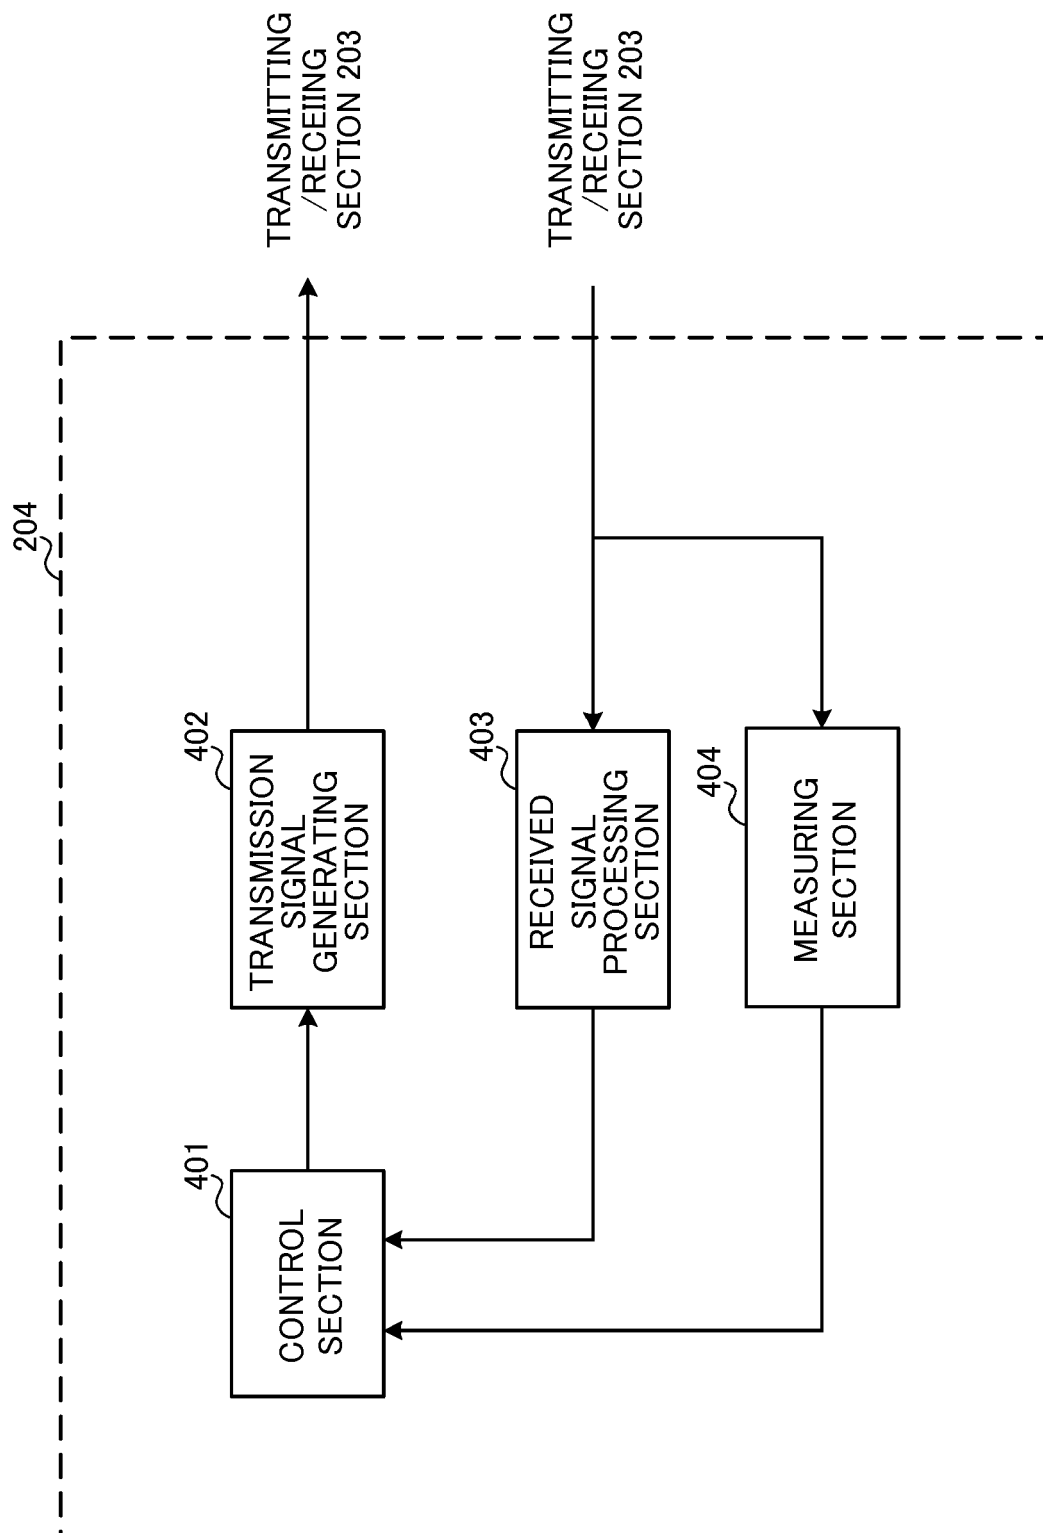 204
TRANSMITTING
/RECEIING
SECTION 203
402
TRANSMISSION
SIGNAL
GENERATING
SECTION
401
CONTROL
SECTION
TRANSMITTING
/RECEIING
SECTION 203
403
RECEIVED
SIGNAL
PROCESSING
SECTION
404
MEASURING
SECTION